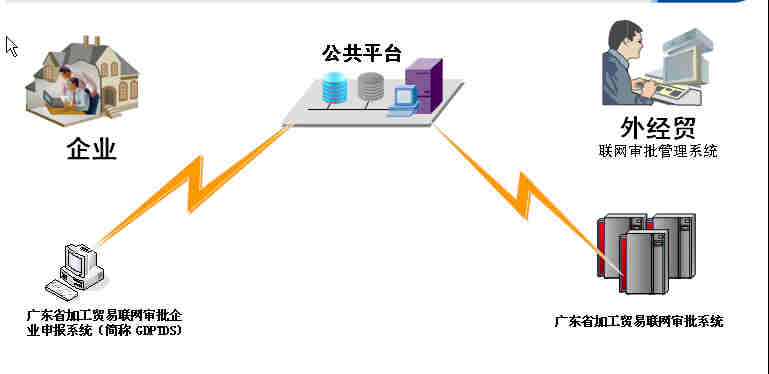 公共平台
企业
外经贸
联网审批管理系统
广东省加工贸易联网审批企
业申报系统（简称 GDPTDS）
广东省加工贸易联网审批系统